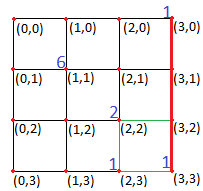 1
(0,0) (1,0) (2,0) (3,0)
6
(0,1) (1,1) (2,1) (3,1)
2
(0,2) (1,2) (2,2) (3,2)
1 1
(0,3) (1,3) (2,3) (3,3)